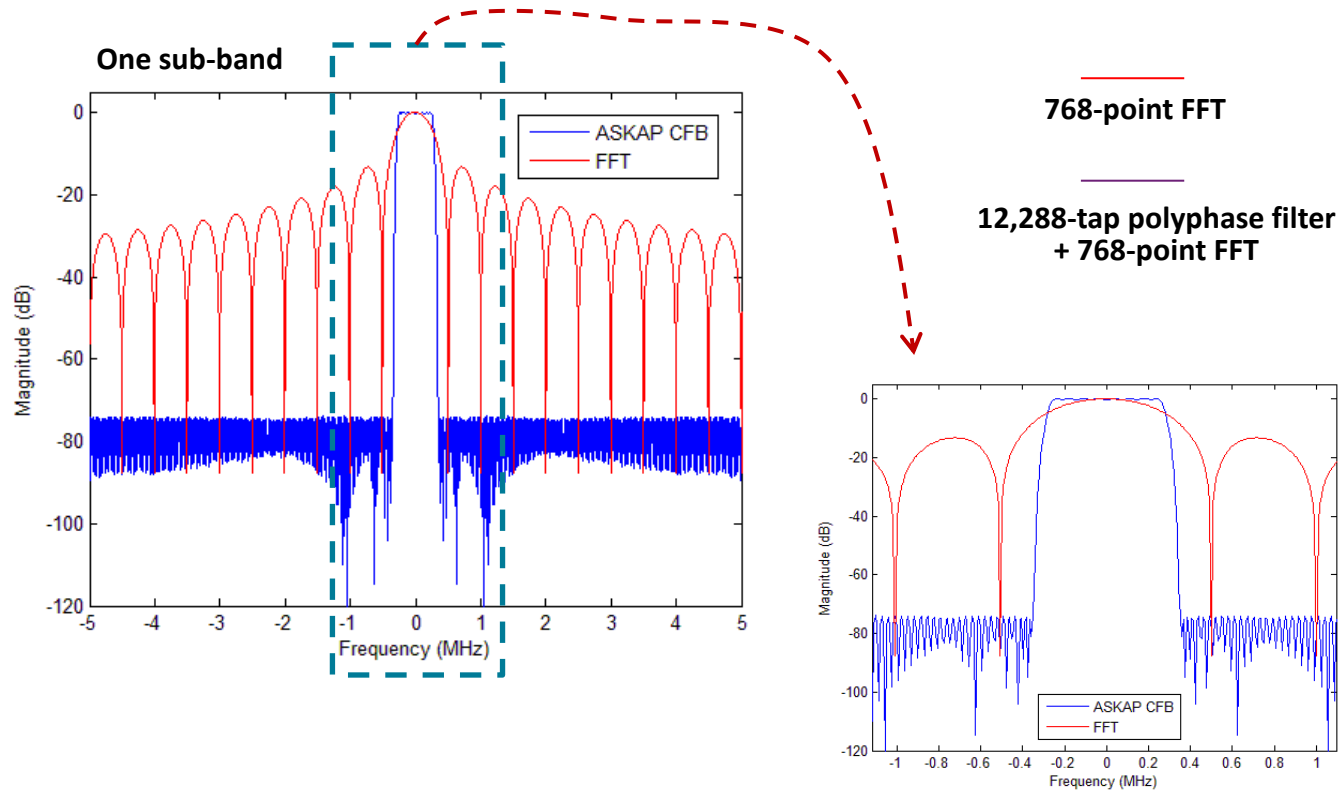 One sub-band
0
-20
-40
-60
-80
-100
-120
Magnitude (dB)
-5 -4 -3 -2 -1 0 1 2 3 4 5
Frequency (MHz)
ASKAP CFB
FFT
768-point FFT
12,288-tap polyphase filter
+ 768-point FFT
0
-20
-40
-60
-80
-100
-120
Magnitude (dB)
-1 -0.8 -0.6 -0.4 -0.2 0 0.2 0.4 0.6 0.8 1
Frequency (MHz)
ASKAP CFB
FFT